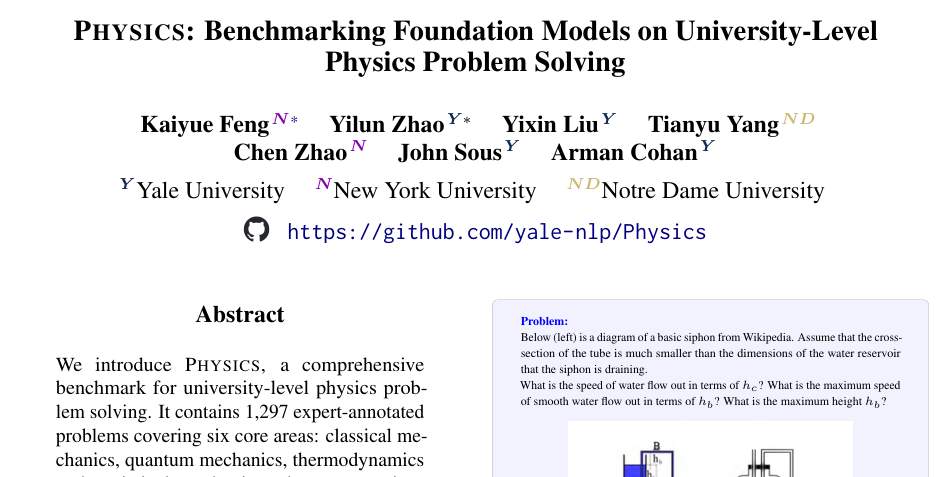 PHYSICS: Benchmarking Foundation Models on University-Level
Physics Problem Solving
Kaiyue Feng N∗ Yilun Zhao Y∗ Yixin Liu Y Tianyu Yang ND
Chen Zhao N John Sous Y Arman Cohan Y
Y Yale University N New York University ND Notre Dame University
https://github.com/yale-nlp/Physics
Abstract
We introduce PHYSICS, a comprehensive
benchmark for university-level physics prob-
lem solving. It contains 1,297 expert-annotated
problems covering six core areas: classical me-
chanics, quantum mechanics, thermodynamics
Problem:
Below (left) is a diagram of a basic siphon from Wikipedia. Assume that the cross-
section of the tube is much smaller than the dimensions of the water reservoir
that the siphon is draining.
What is the speed of water flow out in terms of h_c? What is the maximum speed
of smooth water flow out in terms of h_b? What is the maximum height h_b?
B
h_b